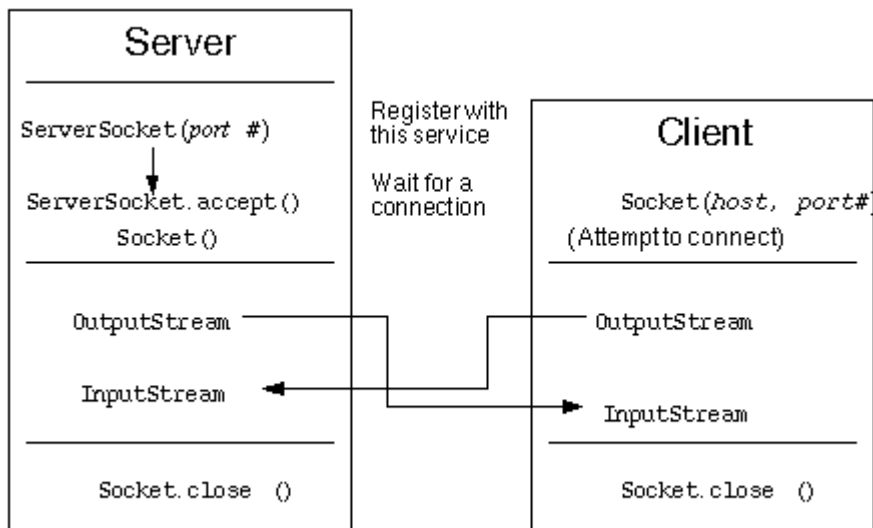 Server
ServerSocket(port #)
ServerSocket.accept()
Socket()
OutputStream
InputStream
Socket.close ()
Register with
this service
Wait for a
connection
Client
Socket(host, port#)
(Attempt to connect)
OutputStream
InputStream
Socket.close ()